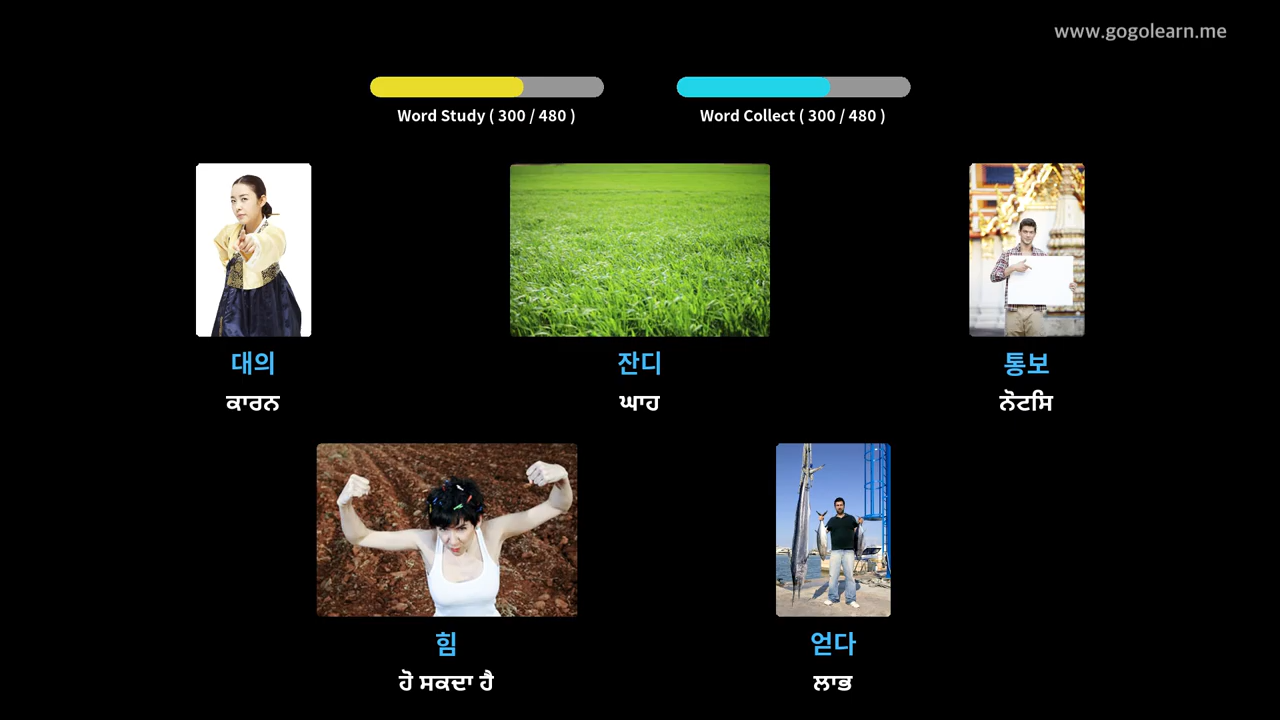 www.gogolearn.me
Word Study ( 300 / 480 )
Word Collect ( 300 / 480 )
대의
ਕਾਰਨ
잔디
ਘਾਹ
통보
ਨੋਟਸਿ
힘
ਹੋ ਸਕਦਾ ਹੈ
얻다
ਲਾਭ